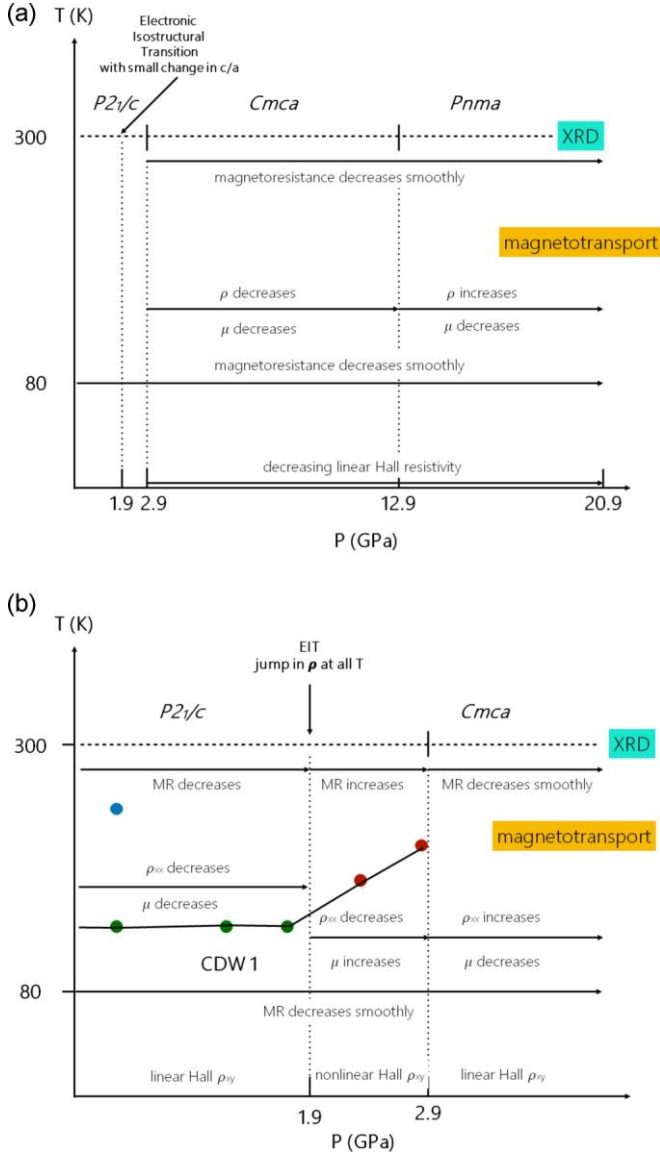 (a)
T (K)
Electronic
Isostructural
Transition
with small change in c/a
P2₁/c
Cmca
Pnma
300
XRD
magnetoresistance decreases smoothly
magnetotransport
ρ decreases
ρ increases
μ decreases
μ decreases
magnetoresistance decreases smoothly
80
decreasing linear Hall resistivity
1.9
2.9
12.9
20.9
P (GPa)
(b)
T (K)
EIT
jump in ρ at all T
P2₁/c
Cmca
300
XRD
MR decreases
MR increases
MR decreases smoothly
magnetotransport
ρxx decreases
μ decreases
ρxx decreases
ρxx increases
CDW 1
μ increases
μ decreases
80
MR decreases smoothly
linear Hall ρxy
nonlinear Hall ρxy
linear Hall ρxy
1.9
2.9
P (GPa)